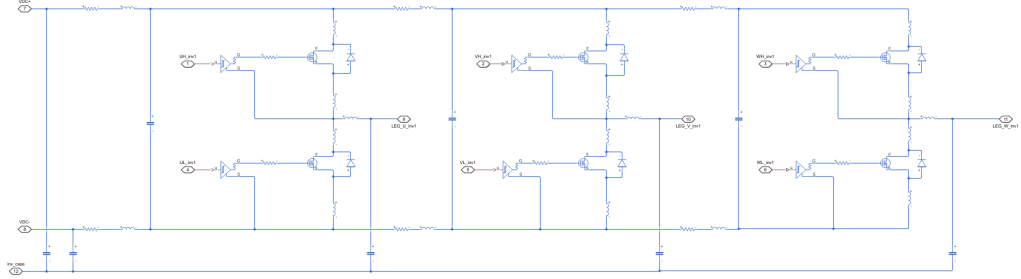 VDC+
7
UH_inv1
1
G
S
VH_inv1
2
G
S
WH_inv1
3
G
S
9
LEG_U_inv1
10
LEG_V_inv1
11
LEG_W_inv1
UL_inv1
4
G
S
VL_inv1
5
G
S
WL_inv1
6
G
S
VDC-
8
inv_case
12